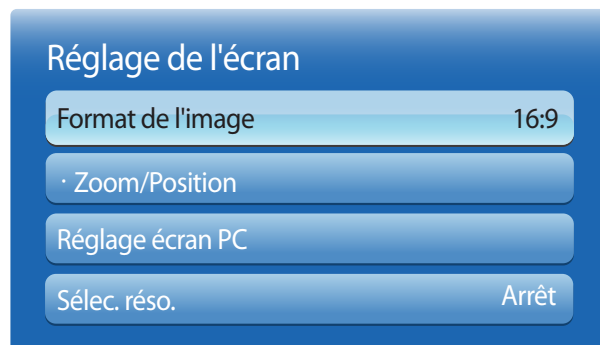 Réglage de l'écran
Format de l'image 16:9
· Zoom/Position
Réglage écran PC
Sélec. réso. Arrêt